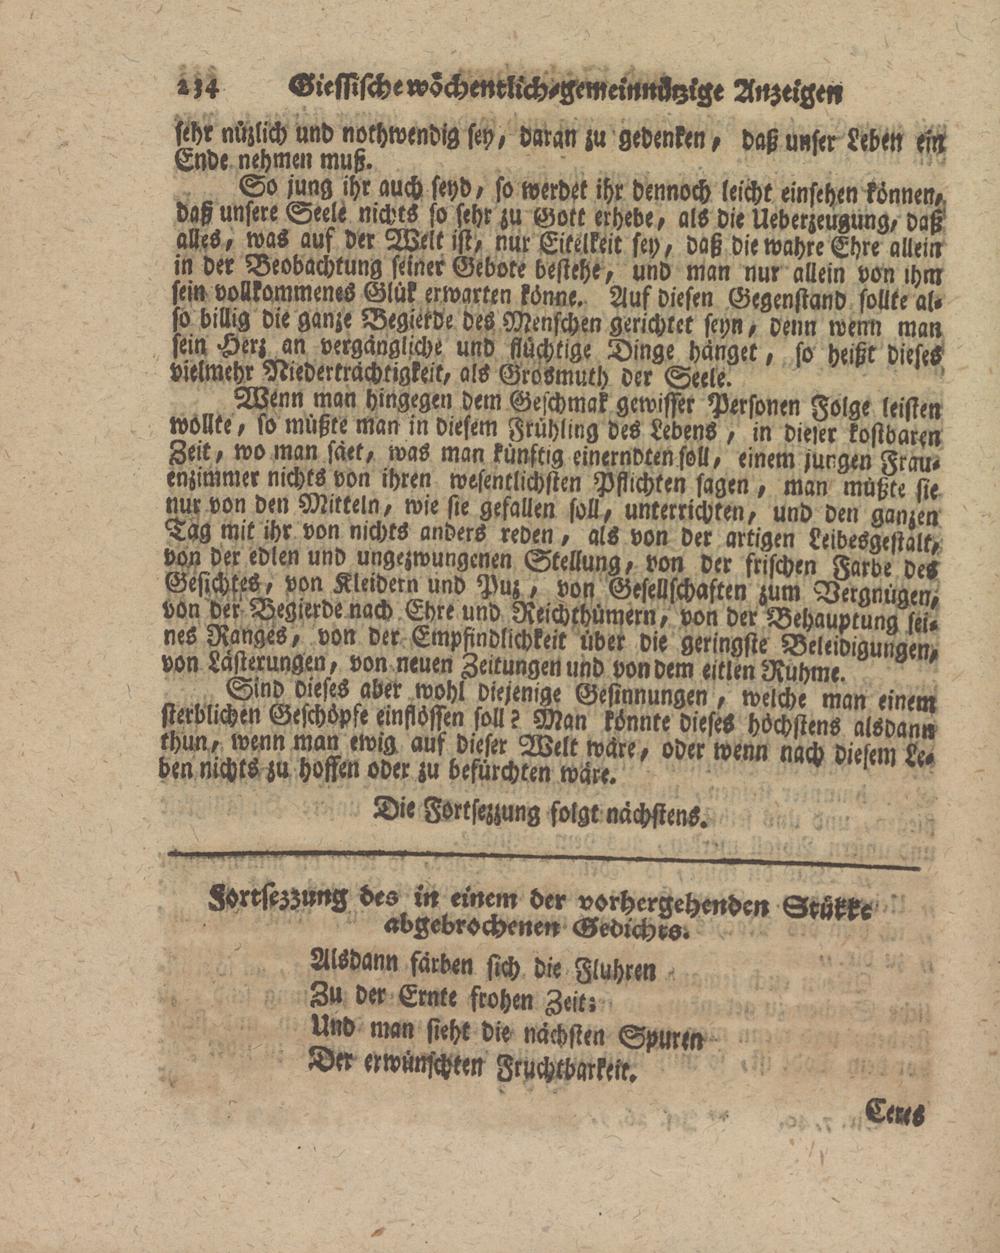 234 Giessische wöchentlich-gemeinnützige Anzeigen
sehr nüzlich und nothwendig sey, daran zu gedenken, daß unser Leben ein
Ende nehmen muß.
So jung ihr auch seyd, so werdet ihr dennoch leicht einsehen können,
daß unsere Seele nichts so sehr zu Gott erhebe, als die Ueberzeugung, daß
alles, was auf der Welt ist, nur Eitelkeit sey, daß die wahre Ehre allein
in der Beobachtung seiner Gebote bestehe, und man nur allein von ihm
sein vollkommenes Glük erwarten könne. Auf diesen Gegenstand sollte al-
so billig die ganze Begierde des Menschen gerichtet seyn, denn wenn man
sein Herz an vergängliche und flüchtige Dinge hänget, so heißt dieses
vielmehr Niederträchtigkeit, als Grosmuth der Seele.
Wenn man hingegen dem Geschmak gewisser Personen Folge leisten
wollte, so müßte man in diesem Frühling des Lebens, in dieser kostbaren
Zeit, wo man säet, was man künftig einerndten soll, einem jungen Frau-
enzimmer nichts von ihren wesentlichsten Pflichten sagen, man müßte sie
nur von den Mitteln, wie sie gefallen soll, unterrichten, und den ganzen
Tag mit ihr von nichts anders reden, als von der artigen Leibesgestalt,
von der edlen und ungezwungenen Stellung, von der frischen Farbe des
Gesichtes, von Kleidern und Puz, von Gesellschaften zum Vergnügen,
von der Begierde nach Ehre und Reichthümern, von der Behauptung sei-
nes Ranges, von der Empfindlichkeit über die geringste Beleidigungen,
von Lästerungen, von neuen Zeitungen und von dem eitlen Ruhme.
Sind dieses aber wohl diejenige Gesinnungen, welche man einem
sterblichen Geschöpfe einflössen soll? Man könnte dieses höchstens alsdann
thun, wenn man ewig auf dieser Welt wäre, oder wenn nach diesem Le-
ben nichts zu hoffen oder zu befürchten wäre.
Die Fortsezzung folgt nächstens.
Fortsezzung des in einem der vorhergehenden Stükke
abgebrochenen Gedichts.
Alsdann färben sich die Fluhren
Zu der Ernte frohen Zeit:
Und man sieht die nächsten Spuren
Der erwünschten Fruchtbarkeit.
Ceres